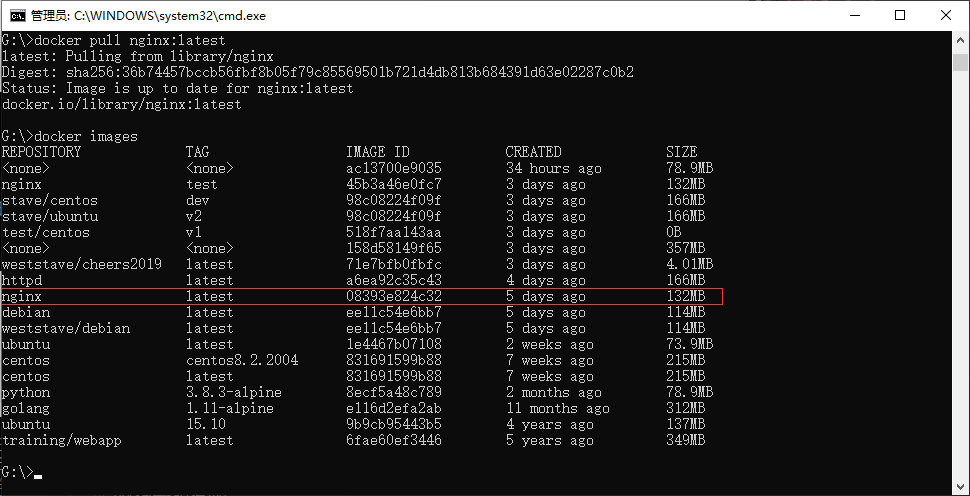 管理员: C:\WINDOWS\system32\cmd.exe
G:\>docker pull nginx:latest
latest: Pulling from library/nginx
Digest: sha256:36b74457bccb56fbf8b05f79c85569501b721d4db813b684391d63e02287c0b2
Status: Image is up to date for nginx:latest
docker.io/library/nginx:latest
G:\>docker images
REPOSITORY TAG IMAGE ID CREATED SIZE
<none> <none> ac13700e9035 34 hours ago 78.9MB
nginx test 45b3a46e0fc7 3 days ago 132MB
stave/centos dev 98c08224f09f 3 days ago 166MB
stave/ubuntu v2 98c08224f09f 3 days ago 166MB
test/centos v1 518f7aa143aa 3 days ago 0B
<none> <none> 158d58149f65 3 days ago 357MB
weststave/cheers2019 latest 71e7bfb0fbfc 3 days ago 4.01MB
httpd latest a6ea92c35c43 4 days ago 166MB
nginx latest 08393e824c32 5 days ago 132MB
debian latest ee11c54e6bb7 5 days ago 114MB
weststave/debian latest ee11c54e6bb7 5 days ago 114MB
ubuntu latest 1e4467b07108 2 weeks ago 73.9MB
centos centos8.2.2004 831691599b88 7 weeks ago 215MB
centos latest 831691599b88 7 weeks ago 215MB
python 3.8.3-alpine 8ecf5a48c789 2 months ago 78.9MB
golang 1.11-alpine e116d2efa2ab 11 months ago 312MB
ubuntu 15.10 9b9cb95443b5 4 years ago 137MB
training/webapp latest 6fae60ef3446 5 years ago 349MB
G:\>